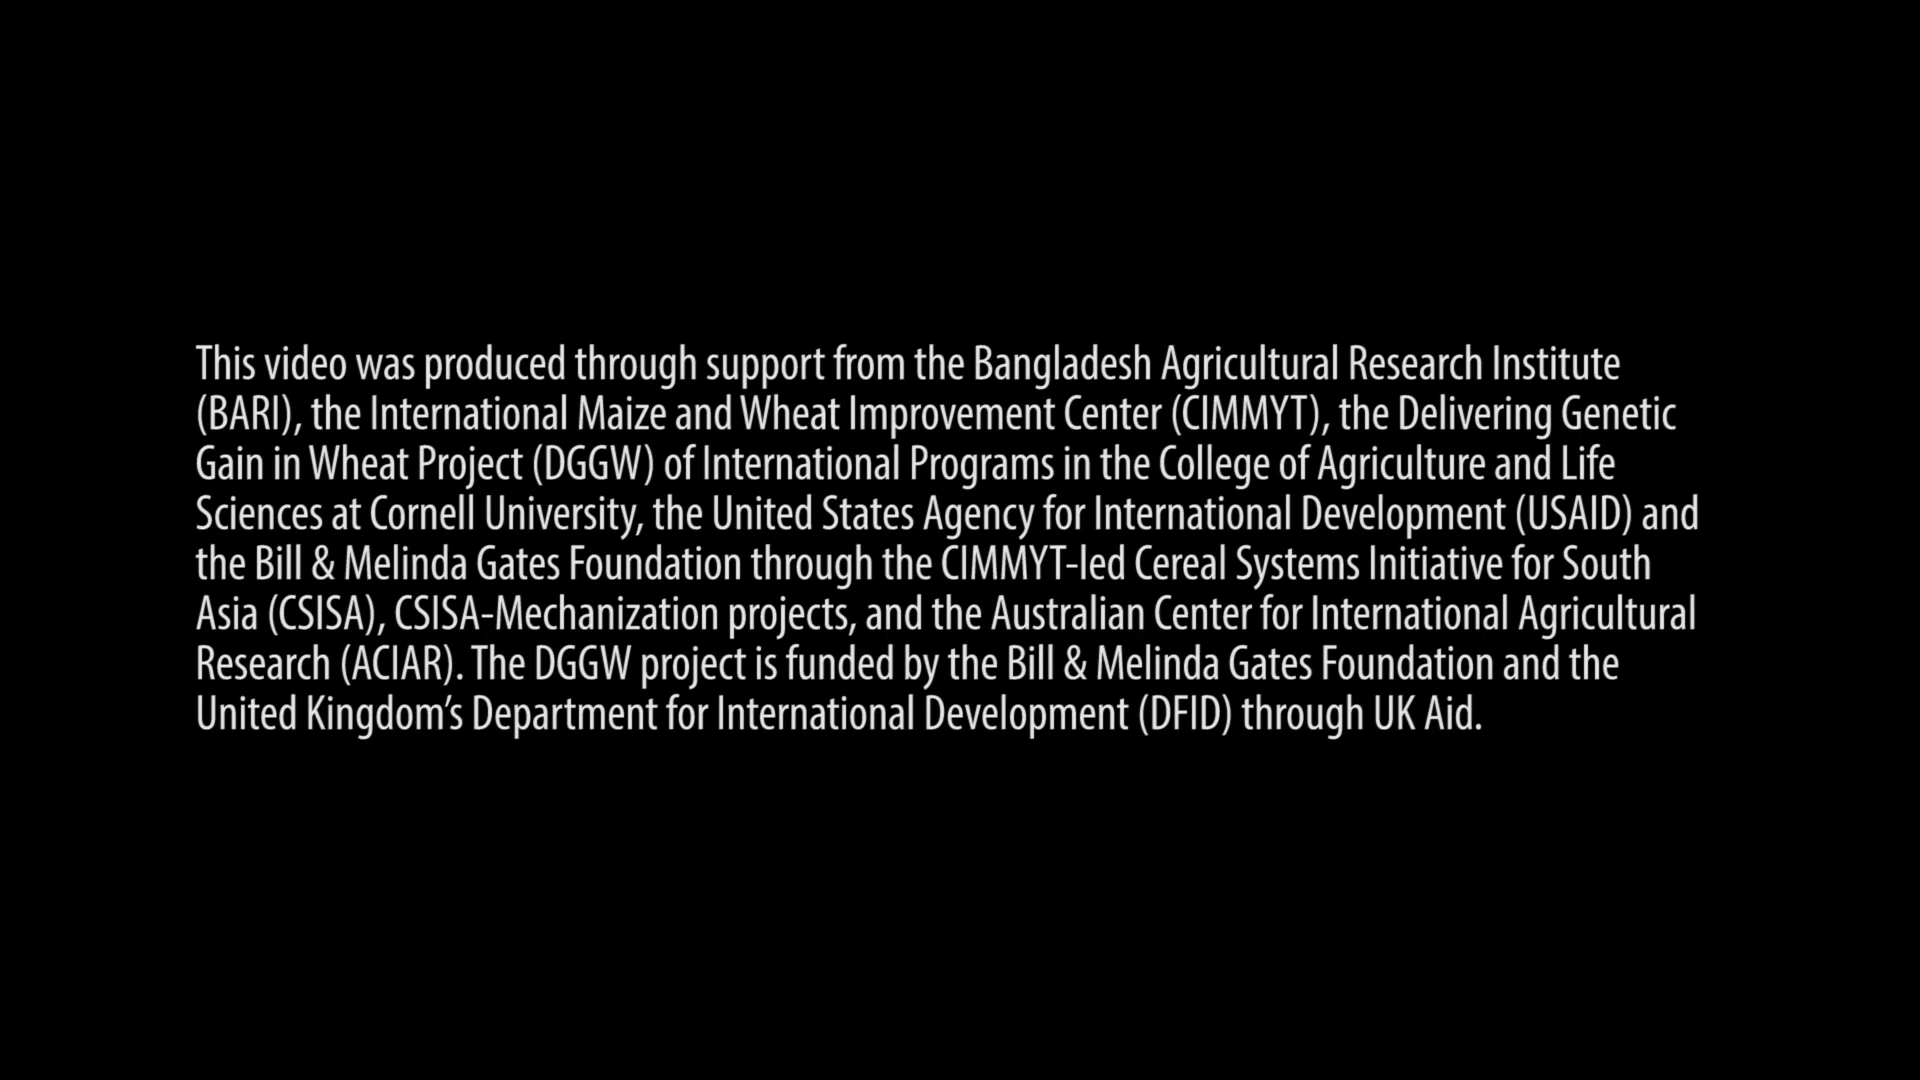 This video was produced through support from the Bangladesh Agricultural Research Institute
(BARI), the International Maize and Wheat Improvement Center (CIMMYT), the Delivering Genetic
Gain in Wheat Project (DGGW) of International Programs in the College of Agriculture and Life
Sciences at Cornell University, the United States Agency for International Development (USAID) and
the Bill & Melinda Gates Foundation through the CIMMYT-led Cereal Systems Initiative for South
Asia (CSISA), CSISA-Mechanization projects, and the Australian Center for International Agricultural
Research (ACIAR). The DGGW project is funded by the Bill & Melinda Gates Foundation and the
United Kingdom’s Department for International Development (DFID) through UK Aid.